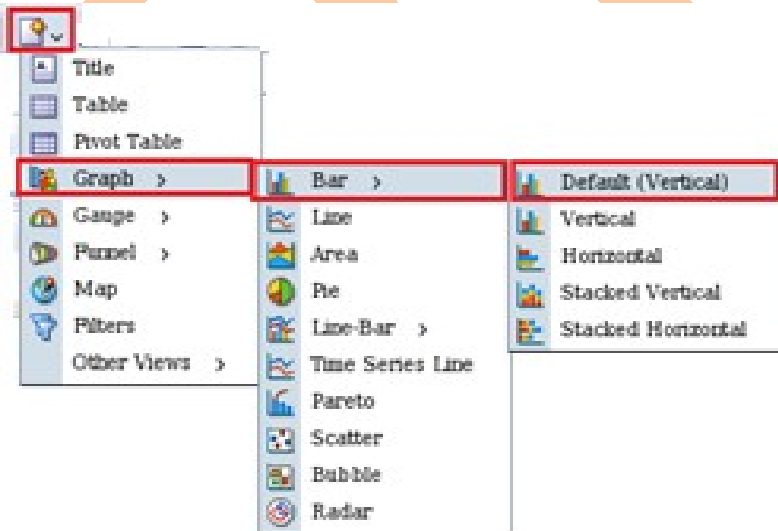 Title
Table
Pivot Table
Graph >
Gauge >
Funnel >
Map
Filters
Other Views >
Bar >
Line
Area
Pie
Line-Bar >
Time Series Line
Pareto
Scatter
Bubble
Radar
Default (Vertical)
Vertical
Horizontal
Stacked Vertical
Stacked Horizontal